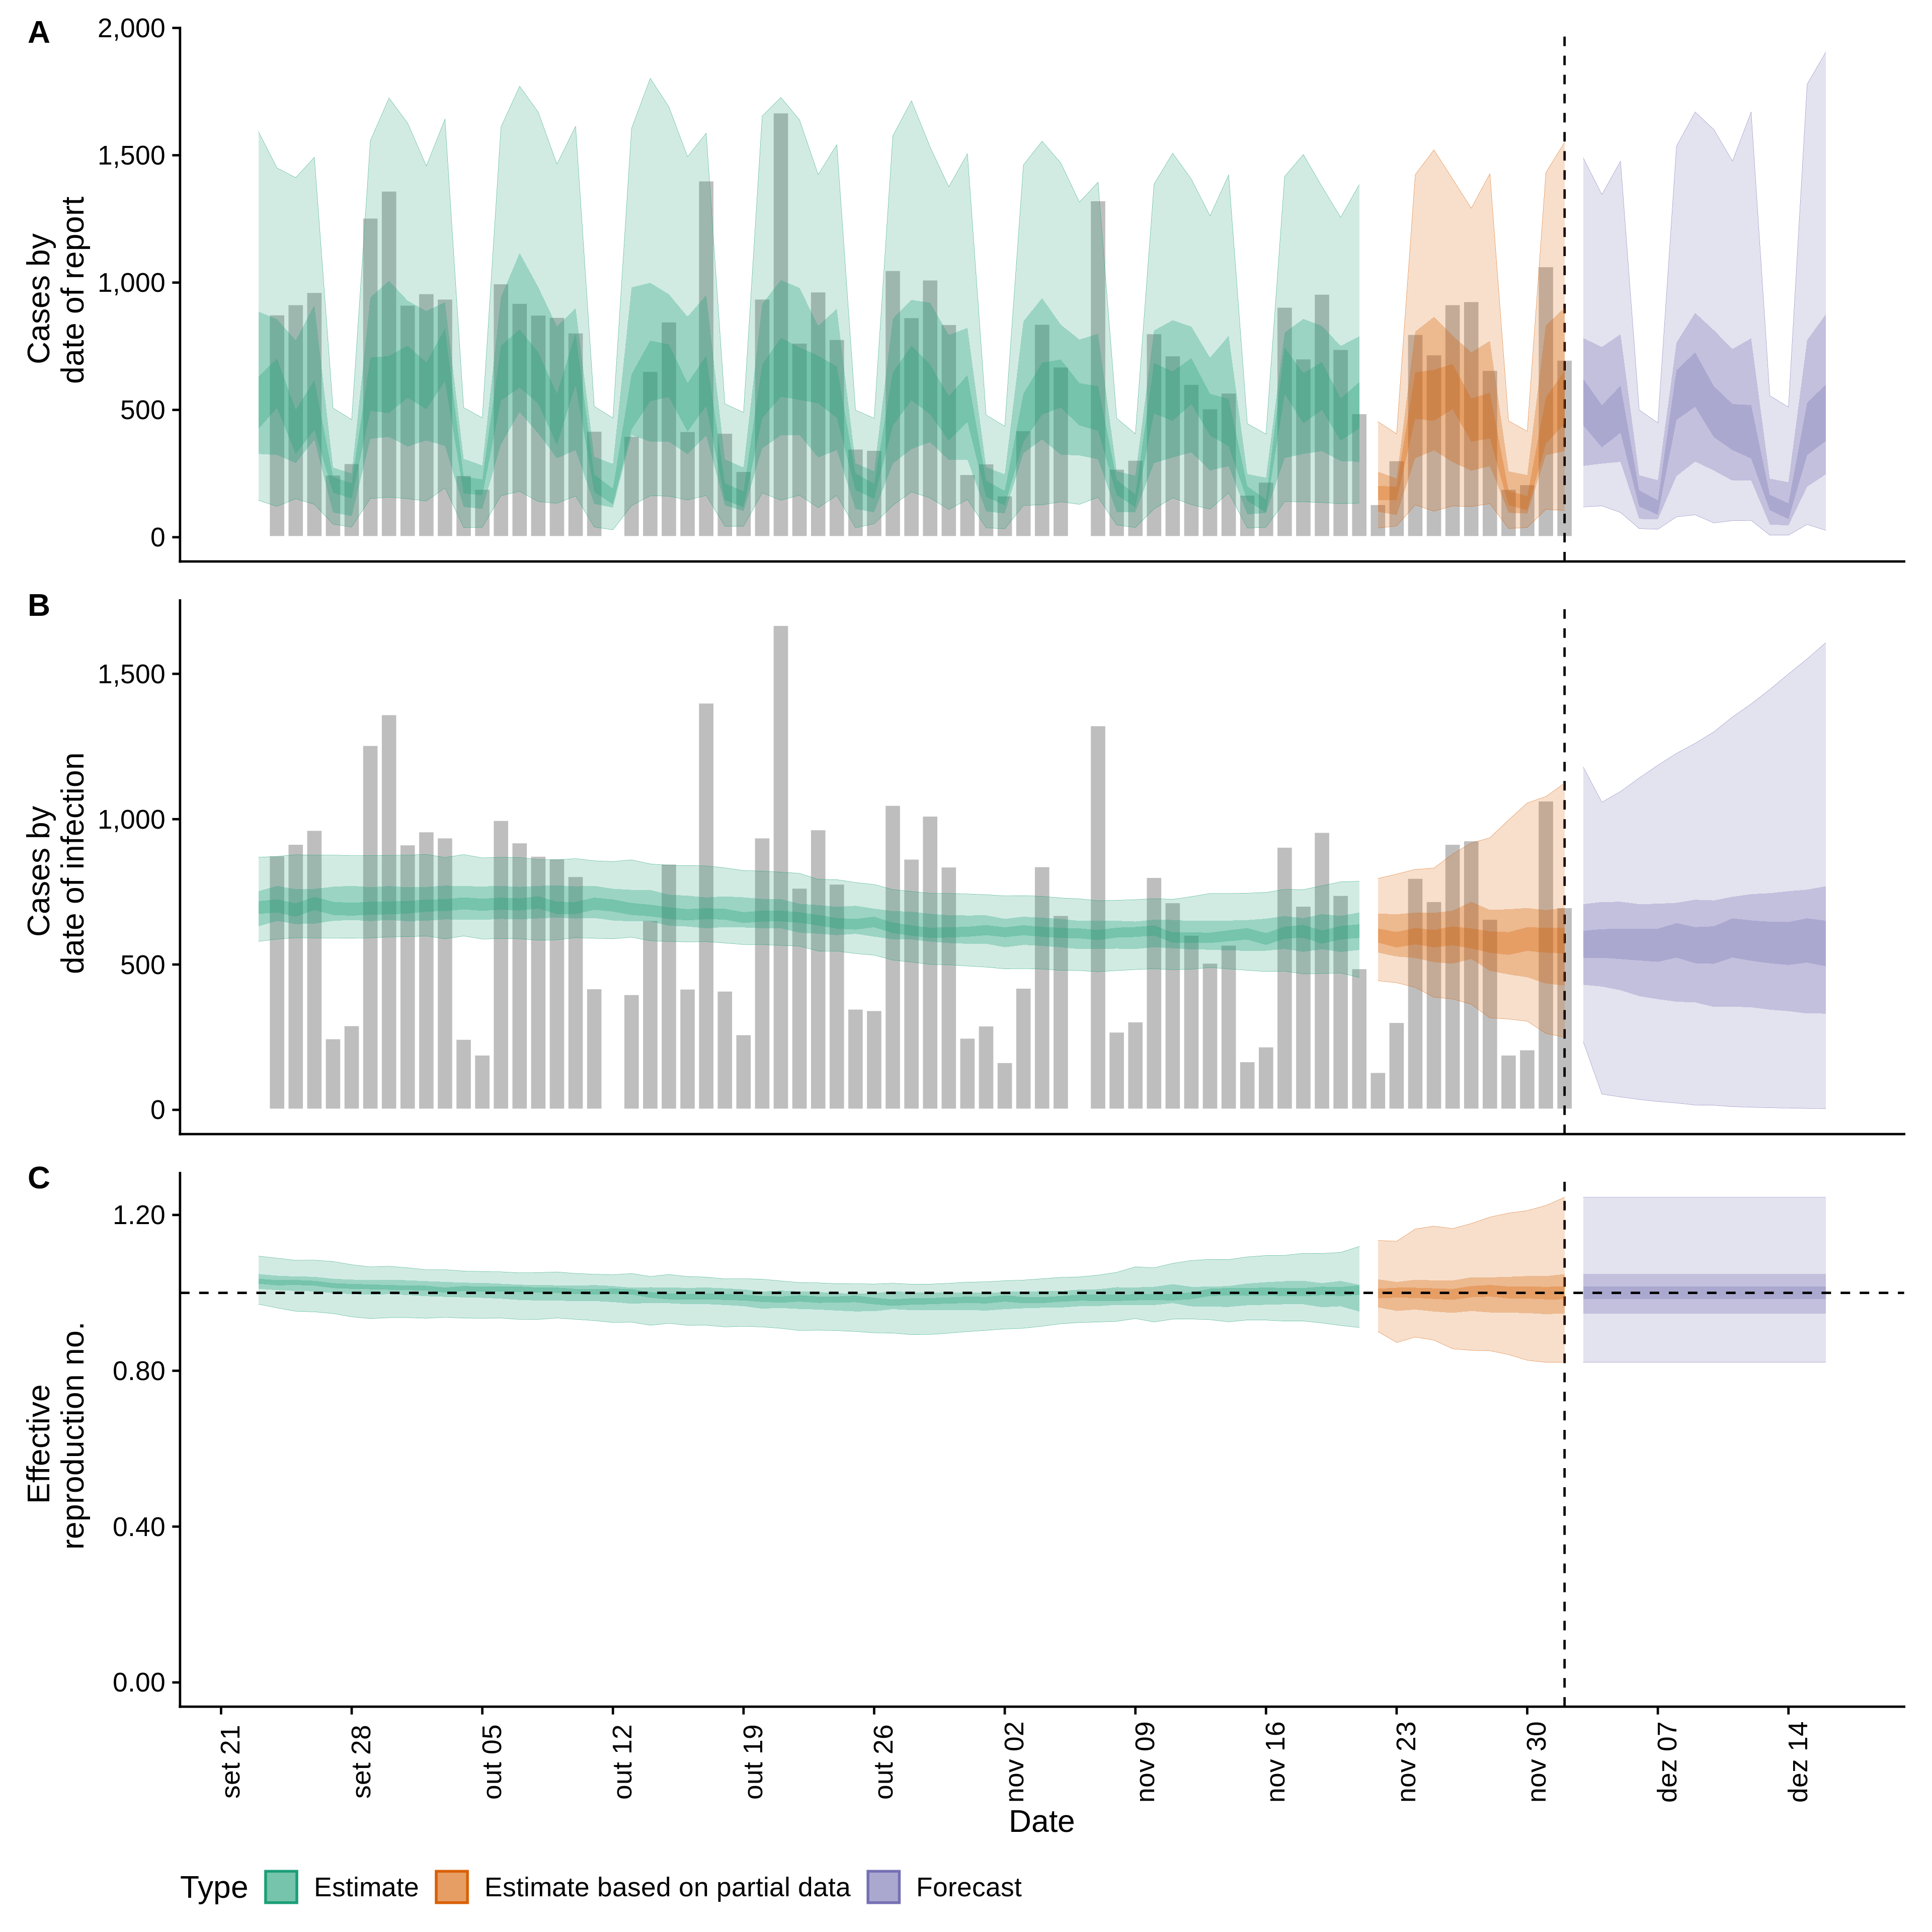 A
2,000
1,500
1,000
500
0
Cases by
date of report
B
1,500
1,000
500
0
Cases by
date of infection
C
1.20
0.80
0.40
0.00
Effective
reproduction no.
set 21
set 28
out 05
out 12
out 19
out 26
nov 02
nov 09
nov 16
nov 23
nov 30
dez 07
dez 14
Date
Type Estimate Estimate based on partial data Forecast